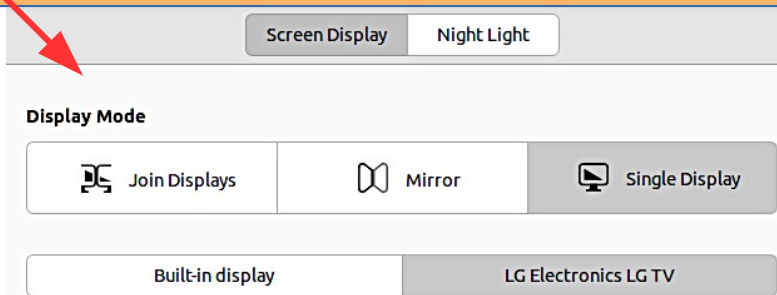 Screen Display Night Light
Display Mode
Join Displays Mirror Single Display
Built-in display LG Electronics LG TV